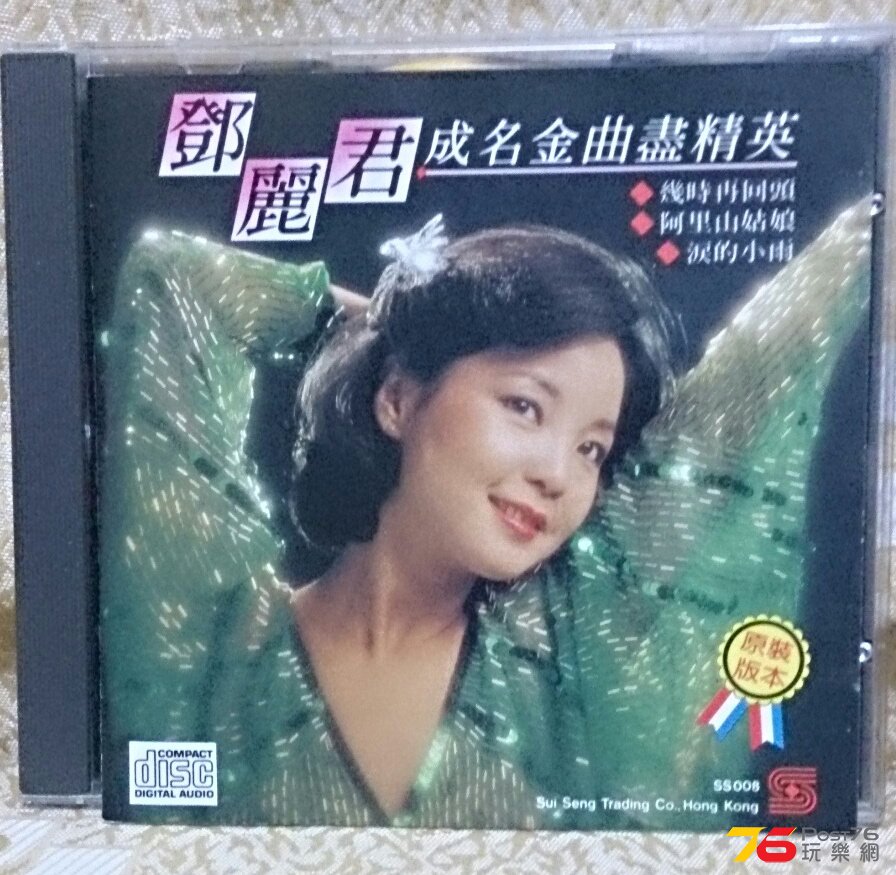 鄧麗君
成名金曲盡精英
幾時再回頭
阿里山姑娘
淚的小雨
原裝
版本
COMPACT
disc
DIGITAL AUDIO
SS008
Sui Seng Trading Co., Hong Kong
76 Post76
玩樂網